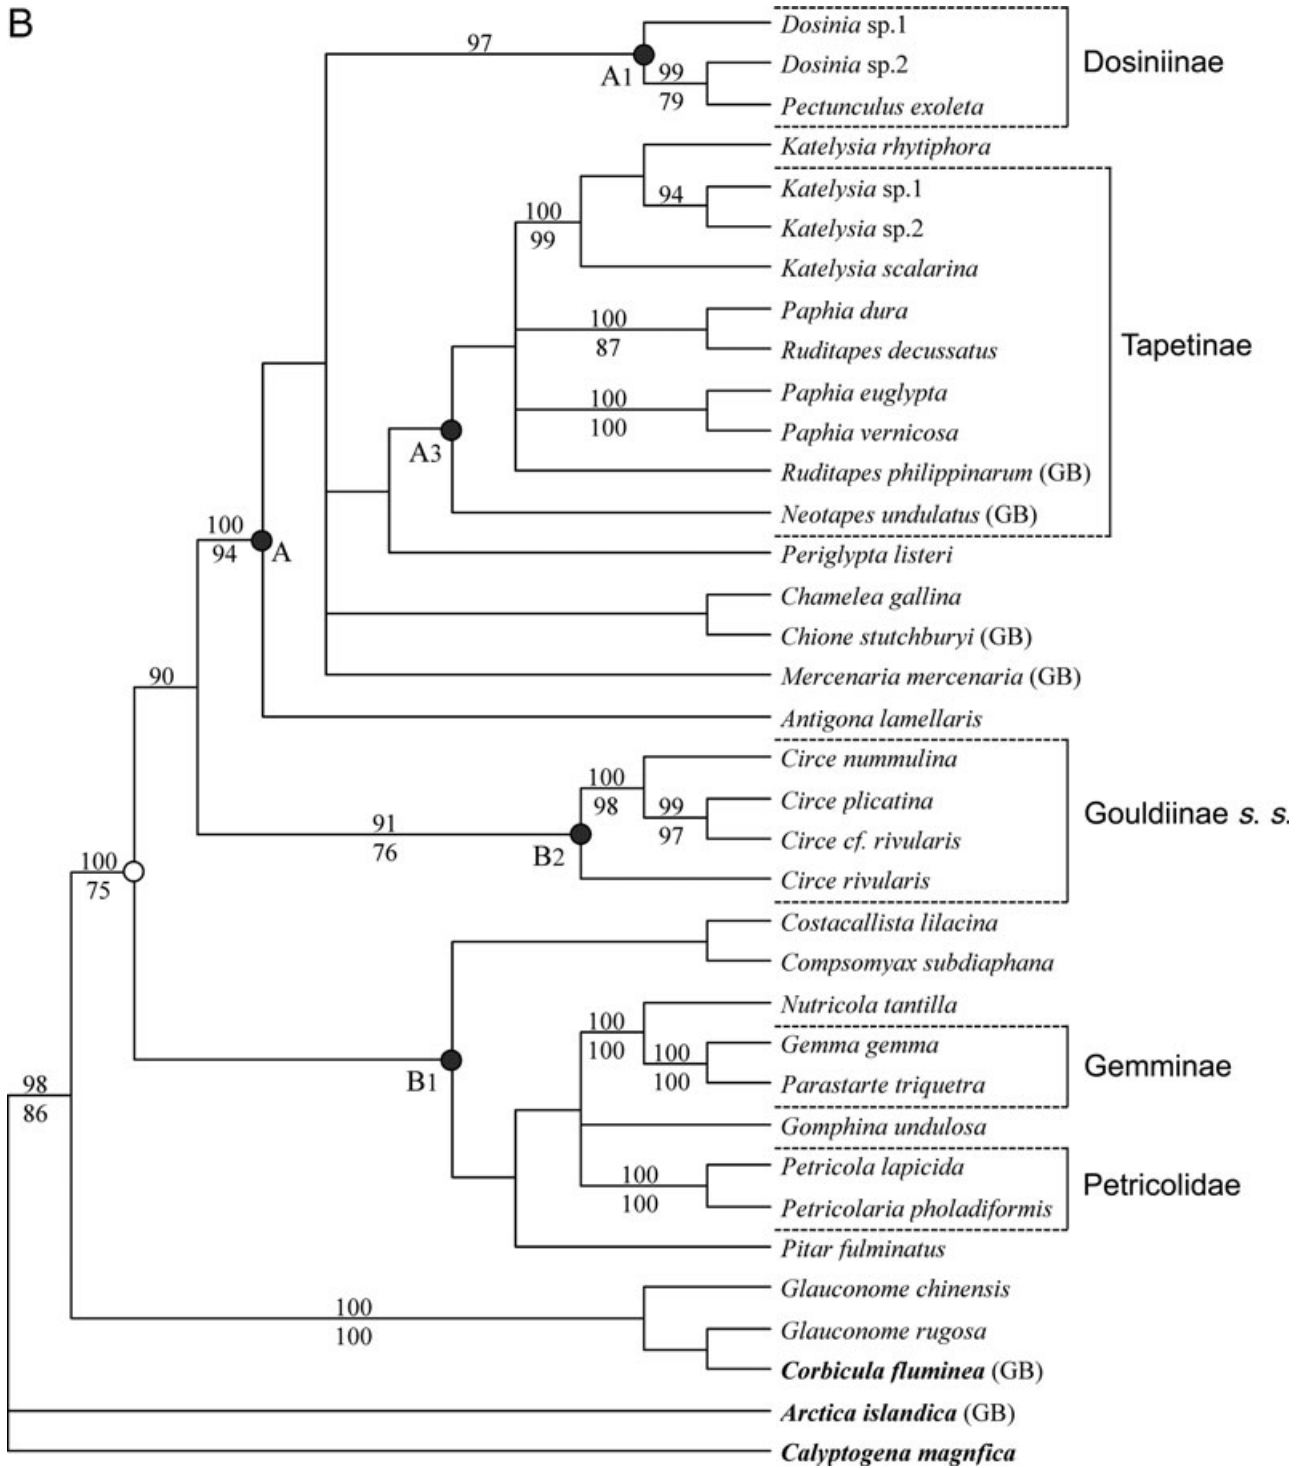 B
Dosinia sp.1
97
Dosinia sp.2
Dosiniinae
A1
99
79
Pectunculus exoleta
Katelysia rhytiphora
Katelysia sp.1
94
Katelysia sp.2
100
99
Katelysia scalarina
Paphia dura
100
87
Ruditapes decussatus
Tapetinae
Paphia euglypta
100
100
Paphia vernicosa
A3
Ruditapes philippinarum (GB)
Neotapes undulatus (GB)
100
94
A
Periglypta listeri
Chamelea gallina
Chione stutchburyi (GB)
90
Mercenaria mercenaria (GB)
Antigona lamellaris
Circe nummulina
100
98
Circe plicatina
99
97
Gouldiinae s. s.
91
76
Circe cf. rivularis
B2
100
75
Circe rivularis
Costacallista lilacina
Compsomyax subdiaphana
Nutricola tantilla
100
100
Gemma gemma
100
100
Gemminae
B1
98
86
Parastarte triquetra
Gomphina undulosa
Petricola lapicida
100
100
Petricolidae
Petricolaria pholadiformis
Pitar fulminatus
Glauconome chinensis
100
100
Glauconome rugosa
Corbicula fluminea (GB)
Arctica islandica (GB)
Calyptogena magnfica